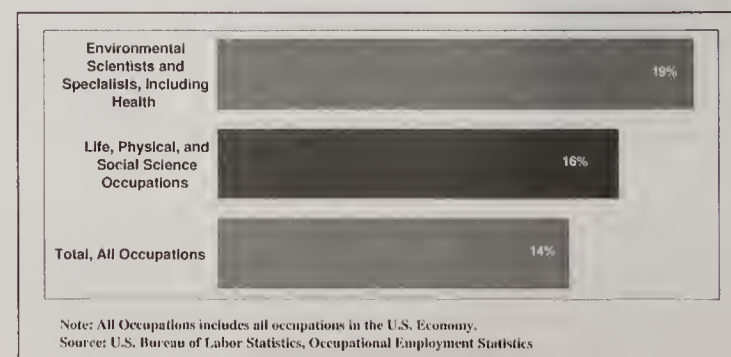 Environmental
Scientists and
Specialists, Including
Health
19%
Life, Physical, and
Social Science
Occupations
16%
Total, All Occupations
14%
Note: All Occupations includes all occupations in the U.S. Economy.
Source: U.S. Bureau of Labor Statistics, Occupational Employment Statistics